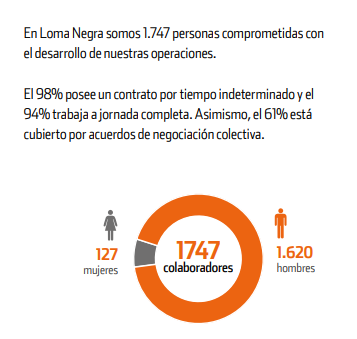 En Loma Negra somos 1.747 personas comprometidas con
el desarrollo de nuestras operaciones.
El 98% posee un contrato por tiempo indeterminado y el
94% trabaja a jornada completa. Asimismo, el 61% está
cubierto por acuerdos de negociación colectiva.
127
mujeres
1747
colaboradores
1.620
hombres